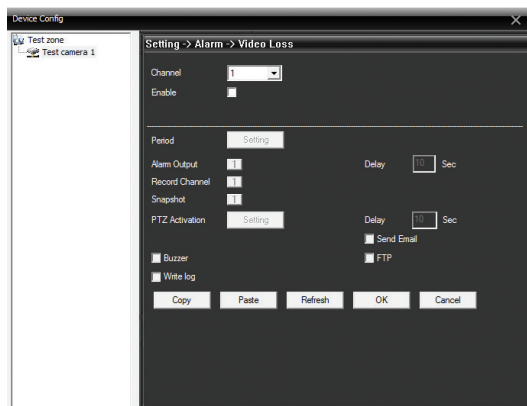 Device Config
Test zone
Test camera 1
Setting -> Alarm -> Video Loss
Channel 1
Enable
Period Setting
Alarm Output 1 Delay 10 Sec
Record Channel 1
Snapshot 1
PTZ Activation Setting Delay 10 Sec
Send Email
Buzzer FTP
Write log
Copy Paste Refresh OK Cancel